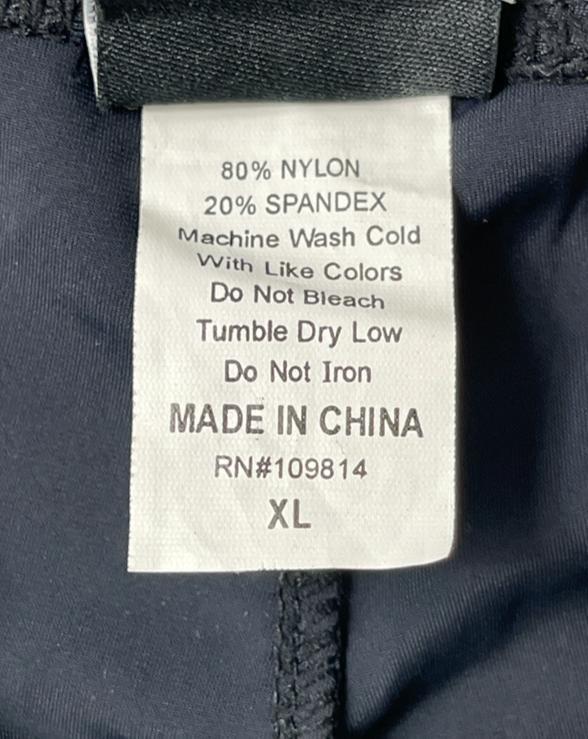 80% NYLON
20% SPANDEX
Machine Wash Cold
With Like Colors
Do Not Bleach
Tumble Dry Low
Do Not Iron
MADE IN CHINA
RN#109814
XL